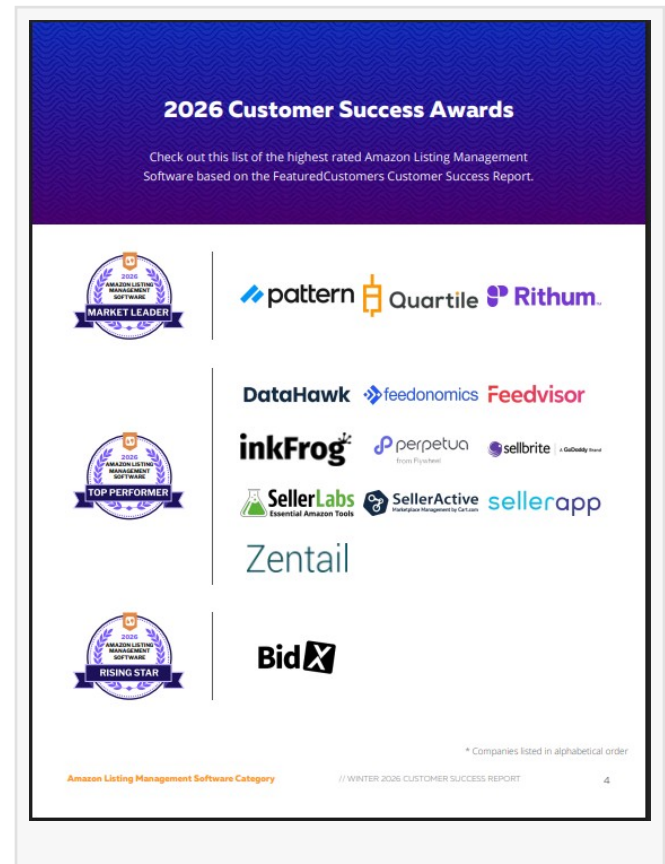 2026 Customer Success Awards
Check out this list of the highest rated Amazon Listing Management
Software based on the FeaturedCustomers Customer Success Report.
2026
AMAZON LISTING
MANAGEMENT
SOFTWARE
MARKET LEADER
pattern Quartile Rithum
DataHawk feedonomics Feedvisor
2026
AMAZON LISTING
MANAGEMENT
SOFTWARE
TOP PERFORMER
inkFrog perpetua sellbrite A GoDaddy Brand
from Flywheel
SellerLabs SellerActive sellerapp
Essential Amazon Tools Marketplace Management by Cart.com
Zentail
2026
AMAZON LISTING
MANAGEMENT
SOFTWARE
RISING STAR
BidX
* Companies listed in alphabetical order
Amazon Listing Management Software Category // WINTER 2026 CUSTOMER SUCCESS REPORT 4